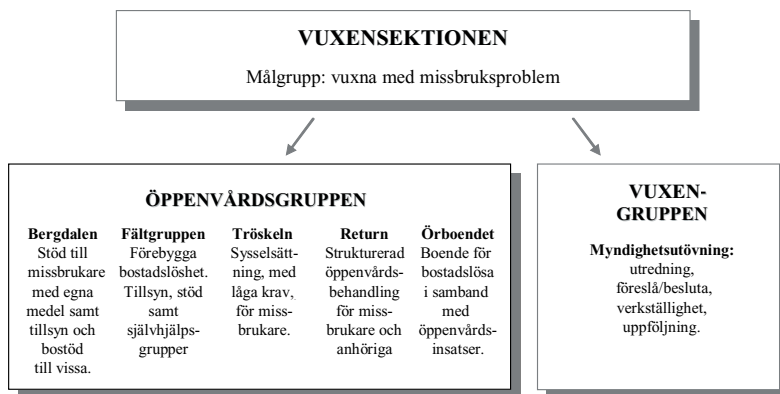 VUXENSEKTIONEN
Målgrupp: vuxna med missbruksproblem
ÖPPENVÅRDSGRUPPEN
Bergdalen
Stöd till
missbrukare
med egna
medel samt
tillsyn och
bostöd
till vissa.
Fältgruppen
Förebygga
bostadslöshet.
Tillsyn, stöd
samt
självhjälps-
grupper
Tröskeln
Sysselsätt-
ning, med
låga krav,
för miss-
brukare.
Return
Strukturerad
öppenvårds-
behandling
för miss-
brukare och
anhöriga
Örboendet
Boende för
bostadslösa
i samband
med
öppenvårds-
insatser.
VUXEN-
GRUPPEN
Myndighetsutövning:
utredning,
föreslå/besluta,
verkställighet,
uppföljning.